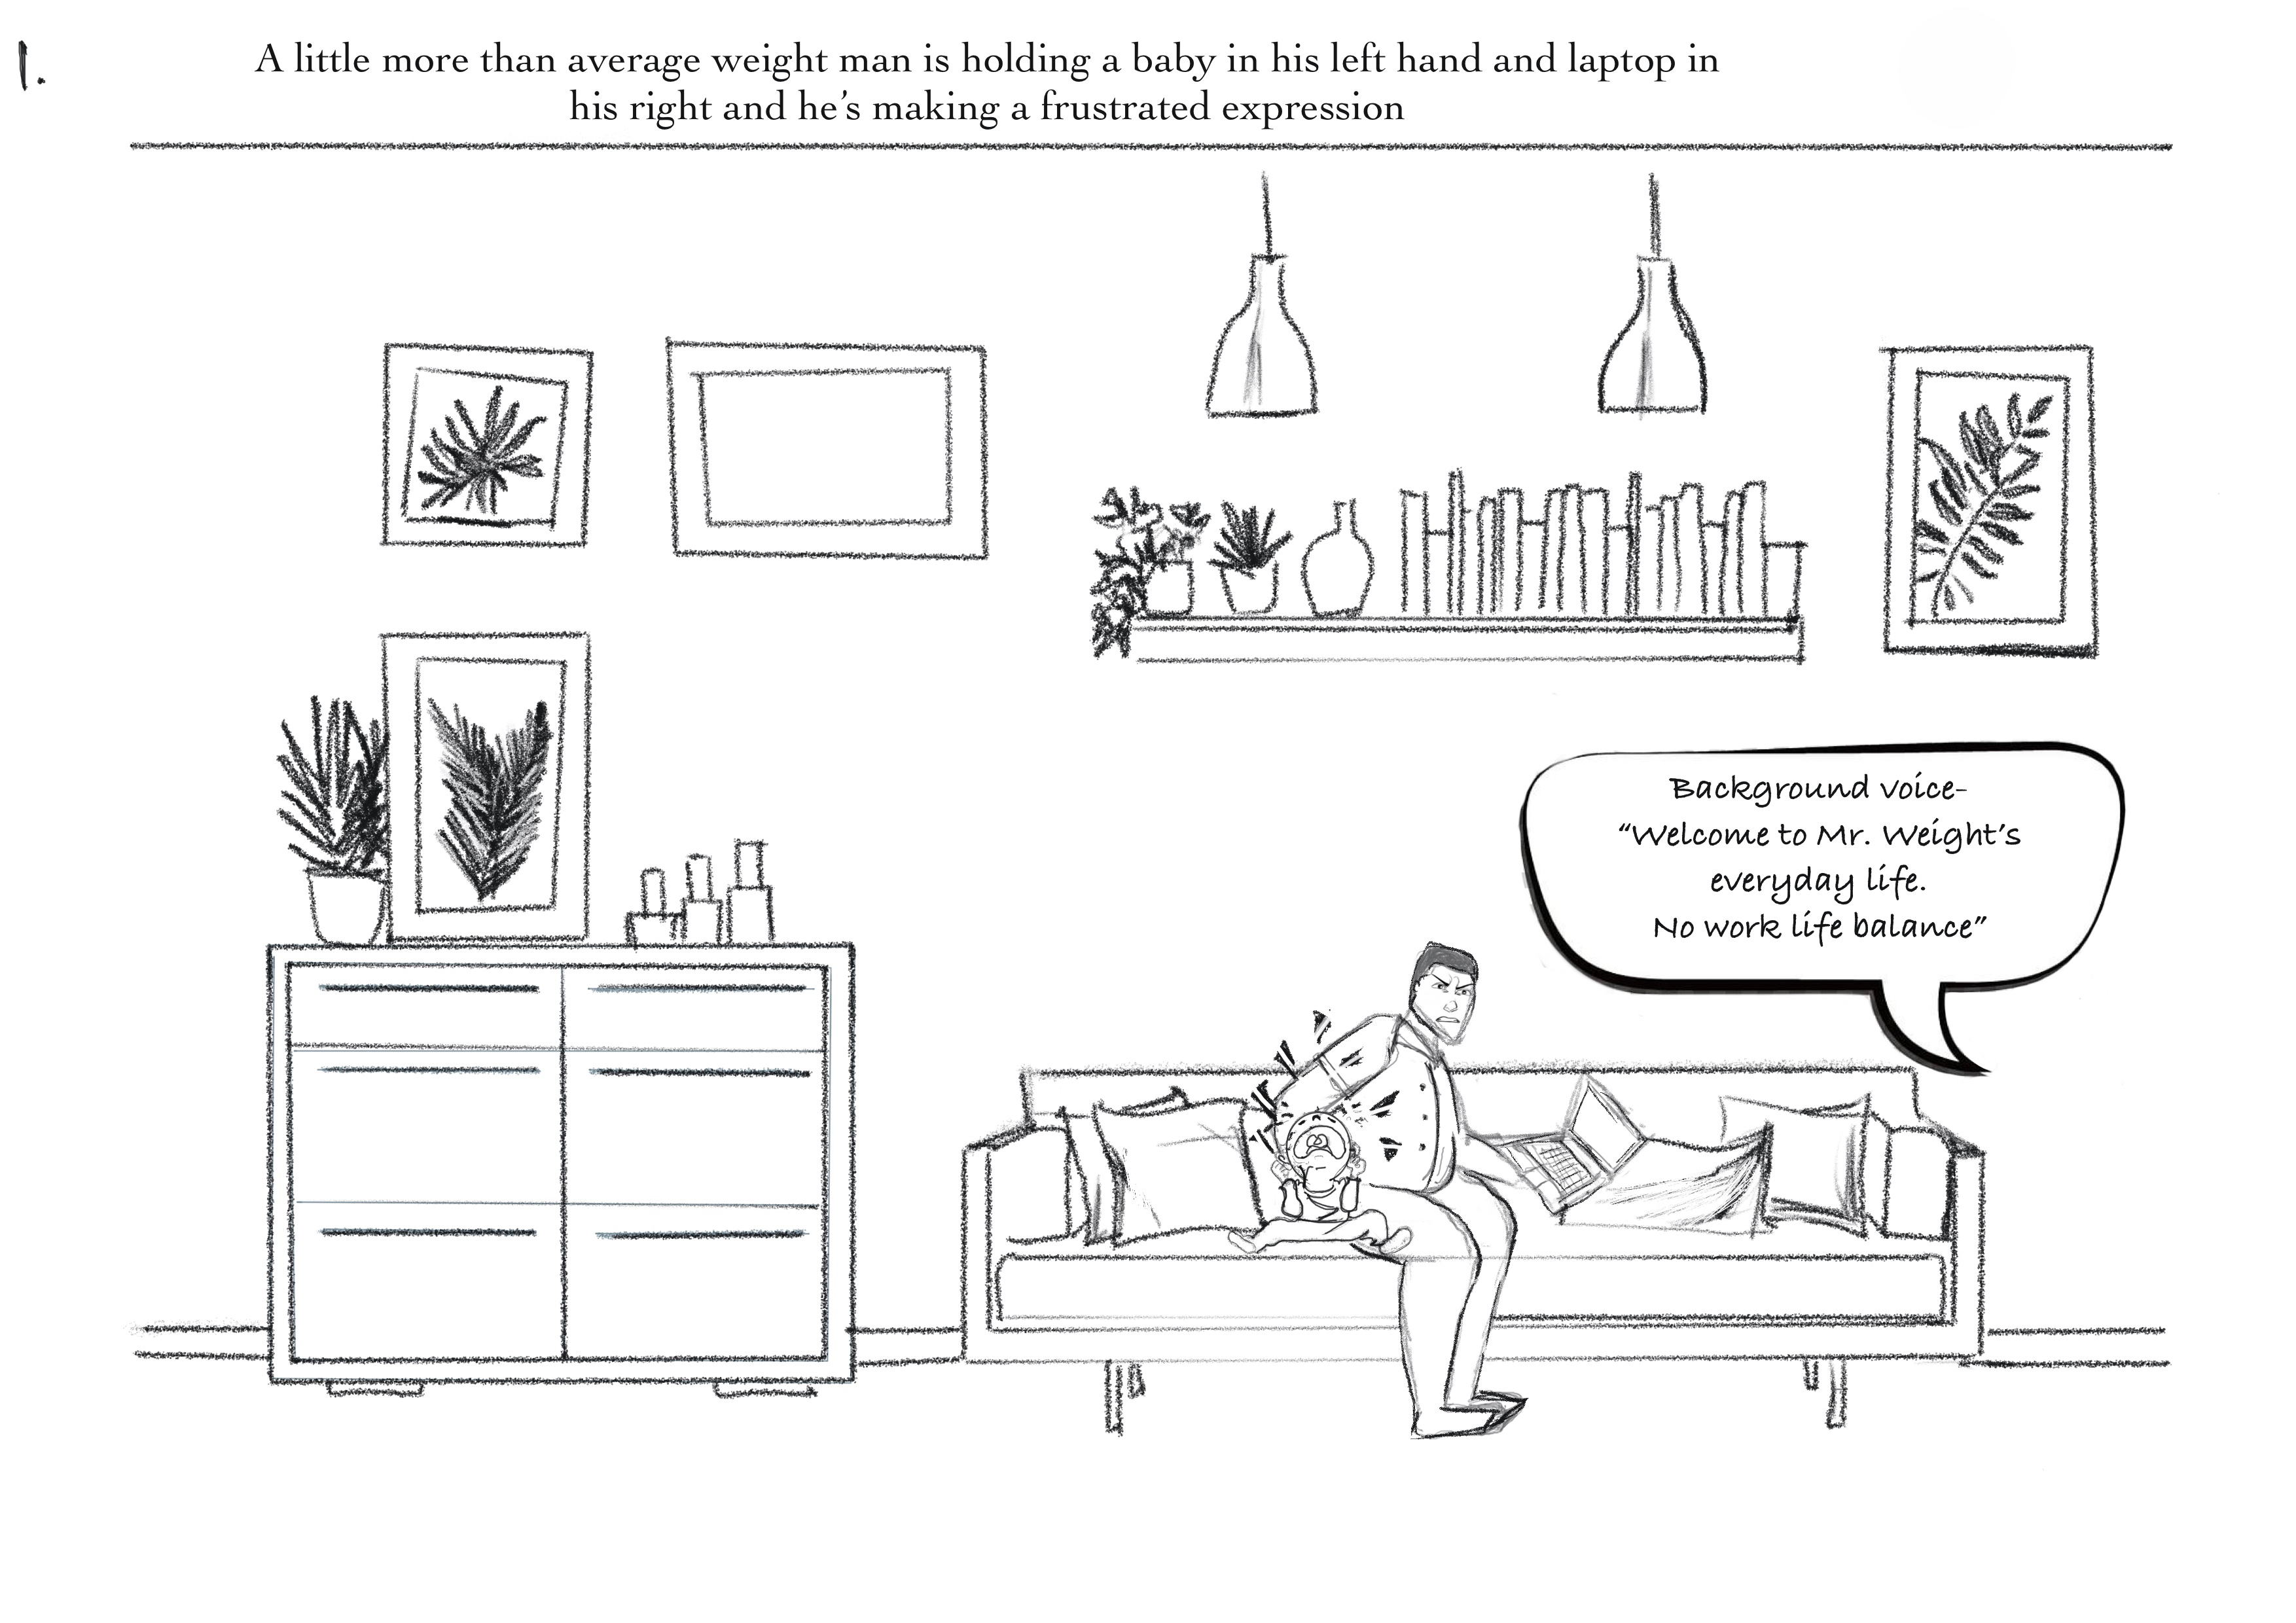 1.
A little more than average weight man is holding a baby in his left hand and laptop in
his right and he's making a frustrated expression
Background voice-
“Welcome to Mr. Weight's
everyday life.
No work life balance”